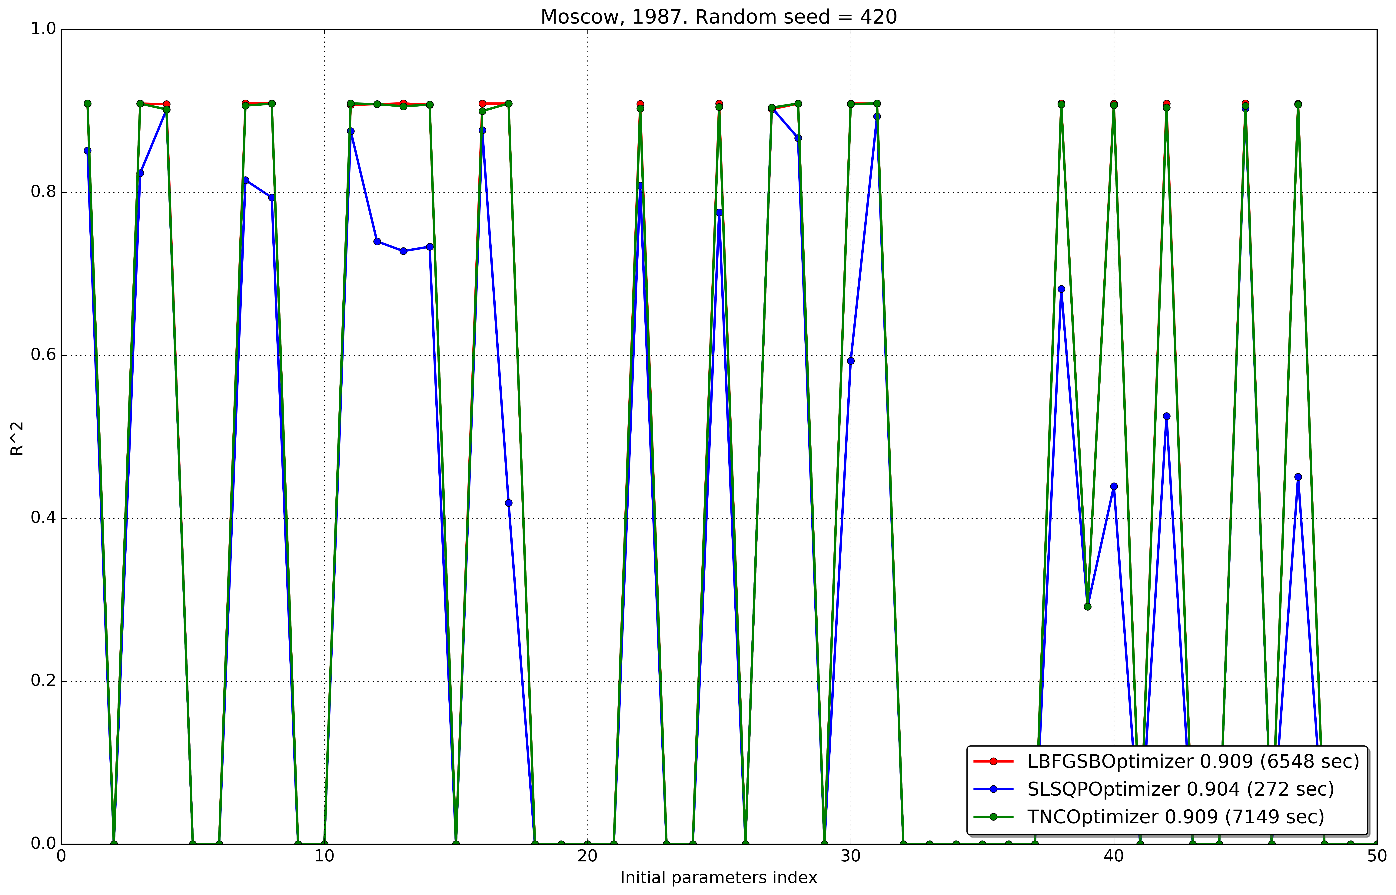 Moscow, 1987. Random seed = 420
1.0
0.8
0.6
0.4
0.2
0.0
R^2
0 10 20 30 40 50
Initial parameters index
LBFGSBOptimizer 0.909 (6548 sec)
SLSQPOptimizer 0.904 (272 sec)
TNCOptimizer 0.909 (7149 sec)